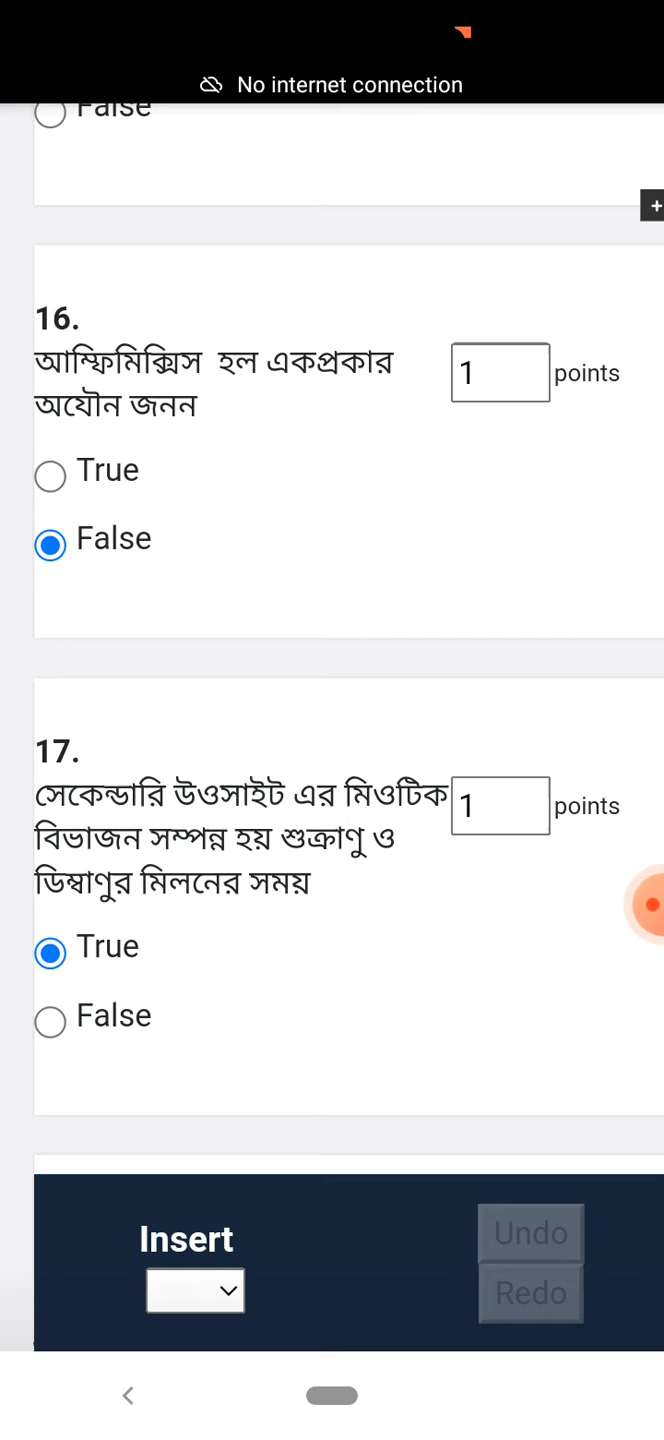 No internet connection
False
+
16.
আম্ফিমিক্সিস হল একপ্রকার
অযৌন জনন
1 points
True
False
17.
সেকেন্ডারি উওসাইট এর মিওটিক
বিভাজন সম্পন্ন হয় শুক্রাণু ও
ডিম্বাণুর মিলনের সময়
1 points
True
False
Insert
Undo
Redo